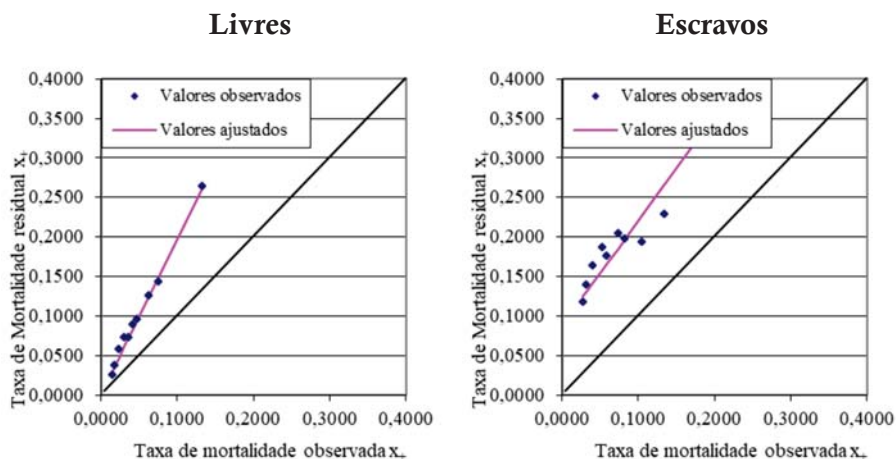 Livres
Taxa de Mortalidade residual x+
0,4000
0,3500
0,3000
0,2500
0,2000
0,1500
0,1000
0,0500
0,0000
Valores observados
Valores ajustados
0,0000 0,1000 0,2000 0,3000 0,4000
Taxa de mortalidade observada x+
Escravos
Taxa de Mortalidade residual x+
0,4000
0,3500
0,3000
0,2500
0,2000
0,1500
0,1000
0,0500
0,0000
Valores observados
Valores ajustados
0,0000 0,1000 0,2000 0,3000 0,4000
Taxa de mortalidade observada x+